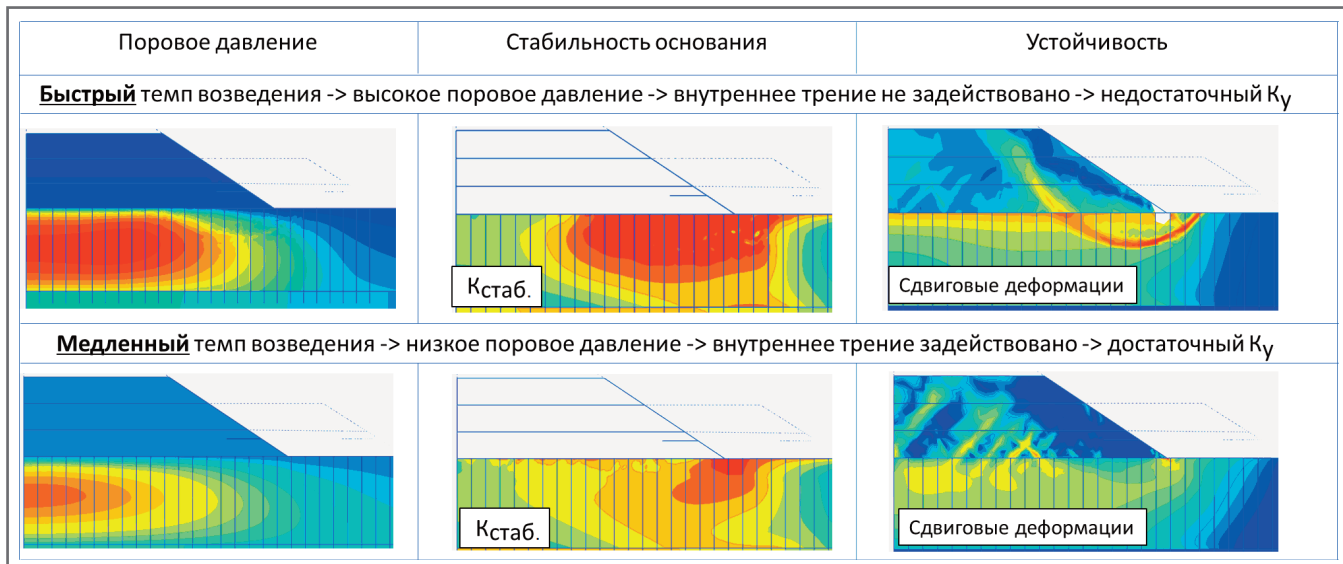 Поровое давление
Стабильность основания
Устойчивость
Быстрый темп возведения -> высокое поровое давление -> внутреннее трение не задействовано -> недостаточный Ку
Кстаб.
Сдвиговые деформации
Медленный темп возведения -> низкое поровое давление -> внутреннее трение задействовано -> достаточный Ку
Кстаб.
Сдвиговые деформации